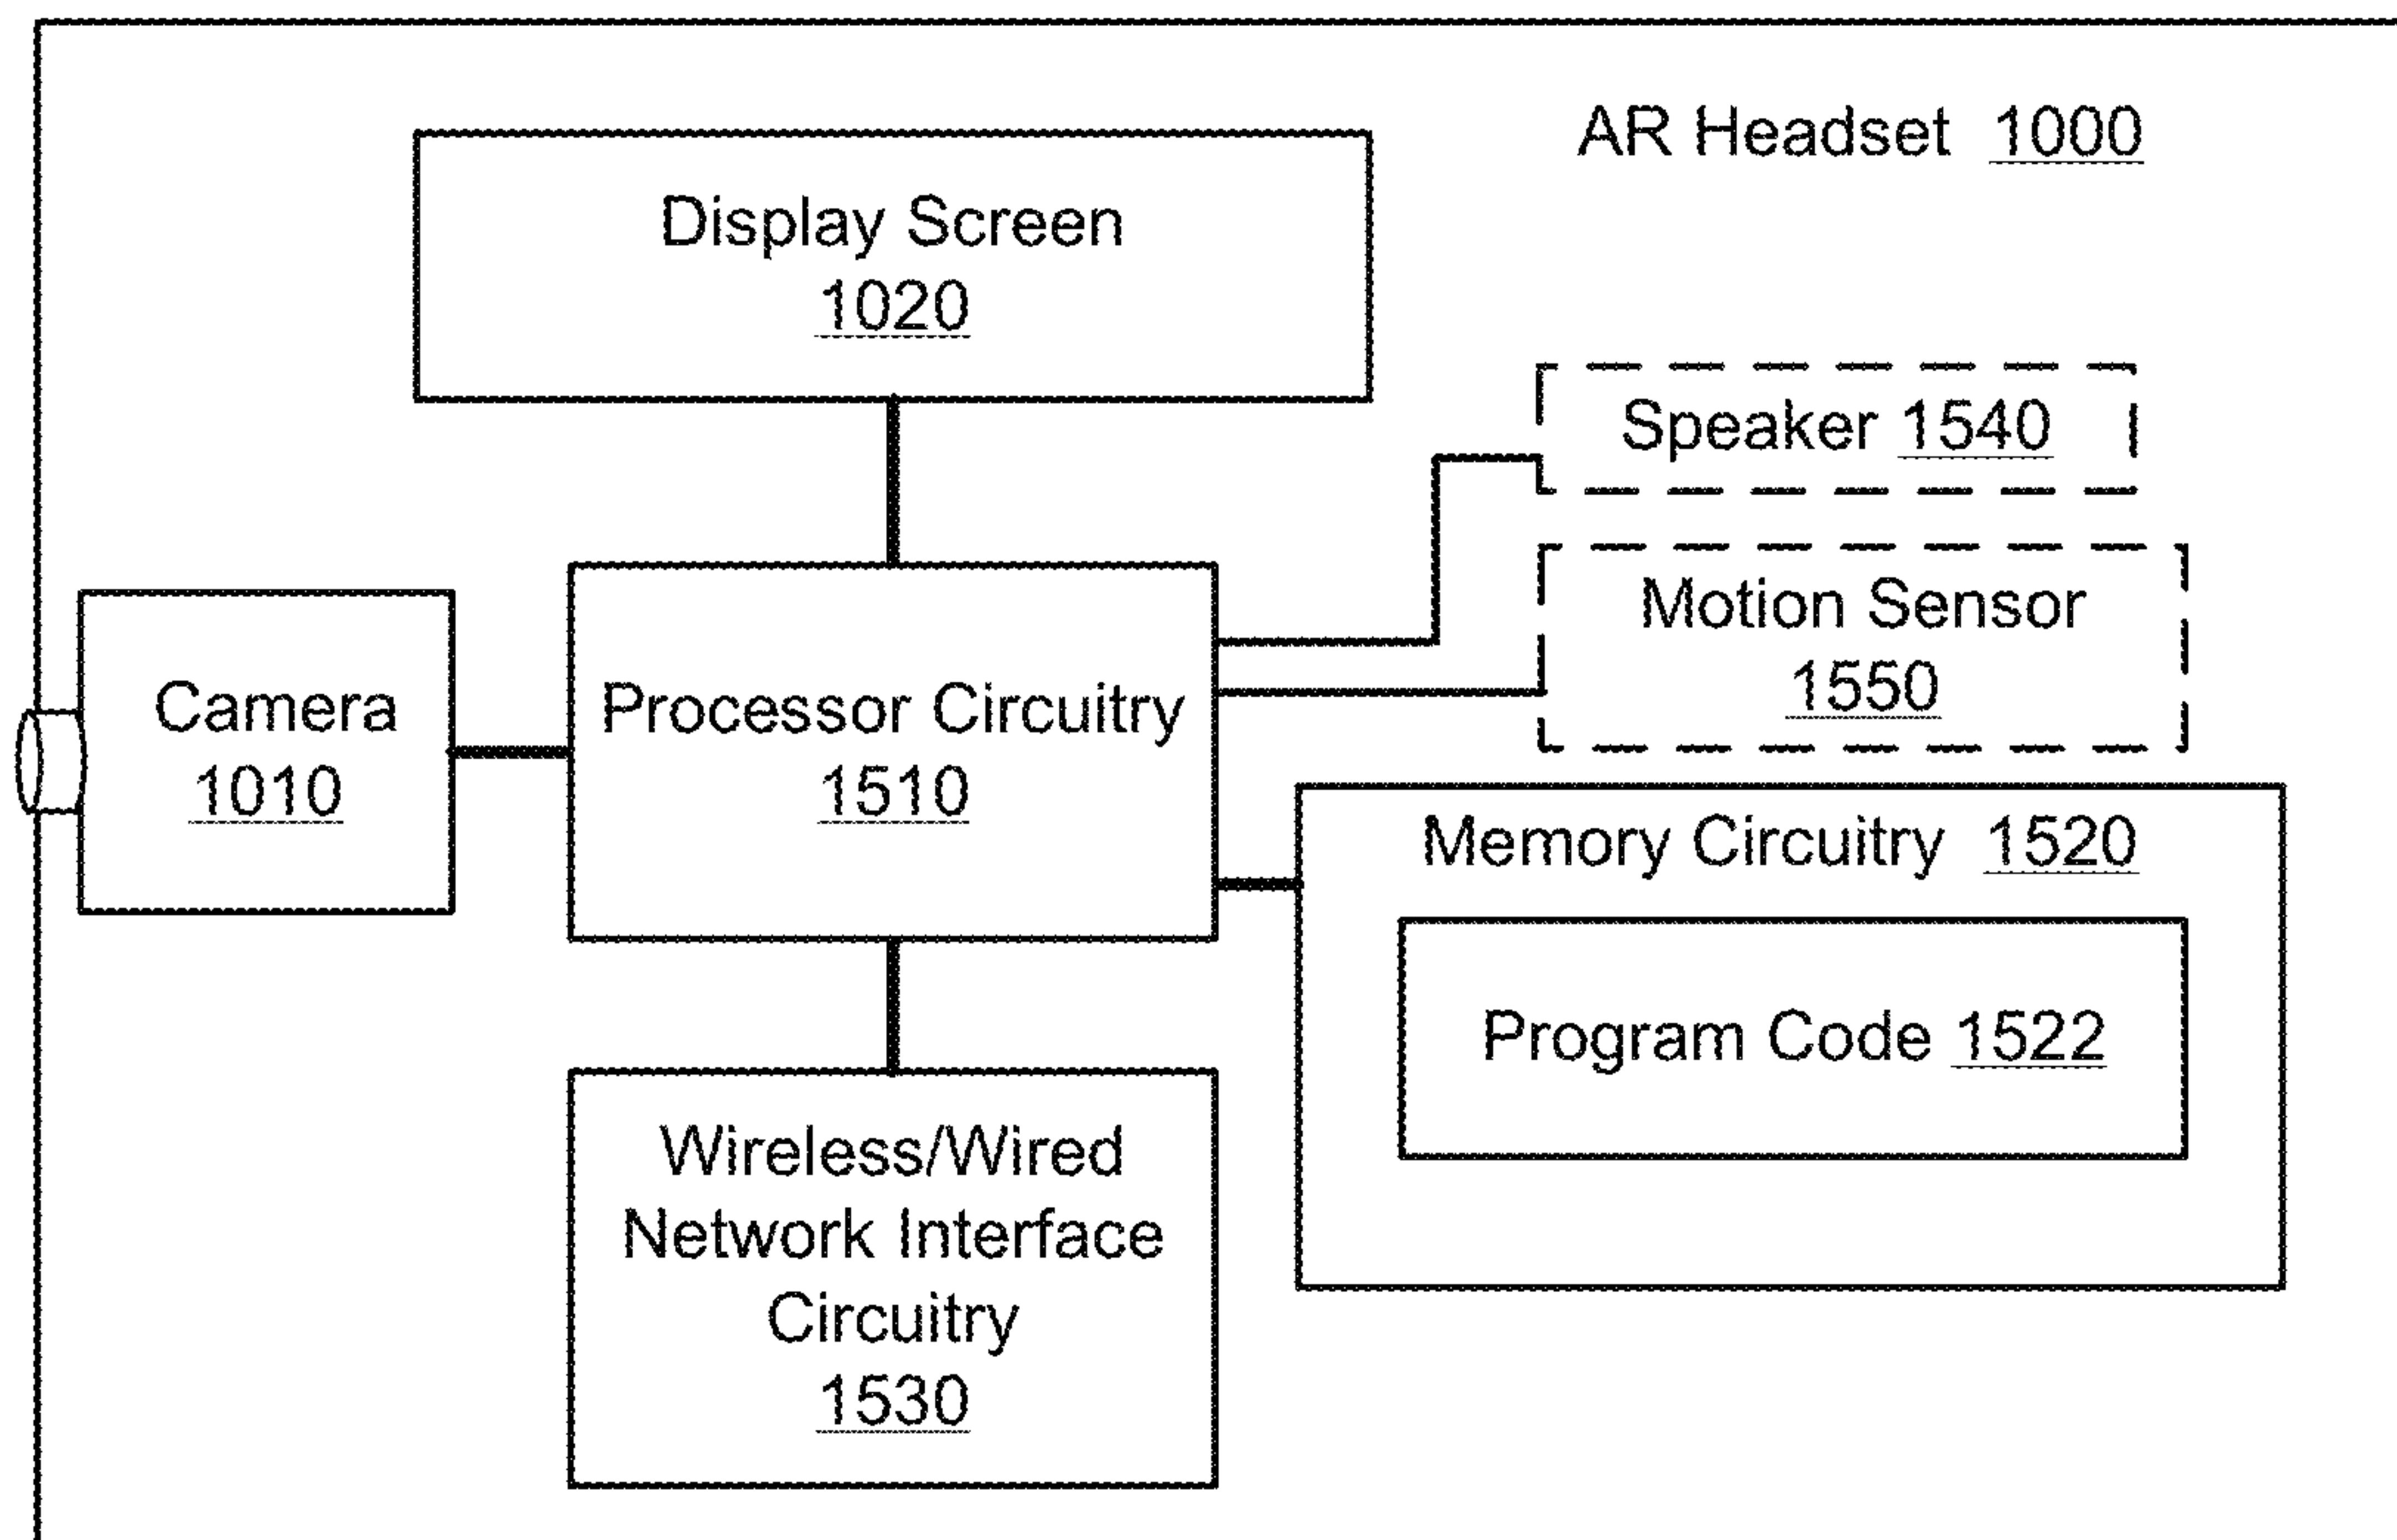 AR Headset 1000
Display Screen
1020
Speaker 1540
Motion Sensor
1550
Camera
1010
Processor Circuitry
1510
Memory Circuitry 1520
Program Code 1522
Wireless/Wired
Network Interface
Circuitry
1530